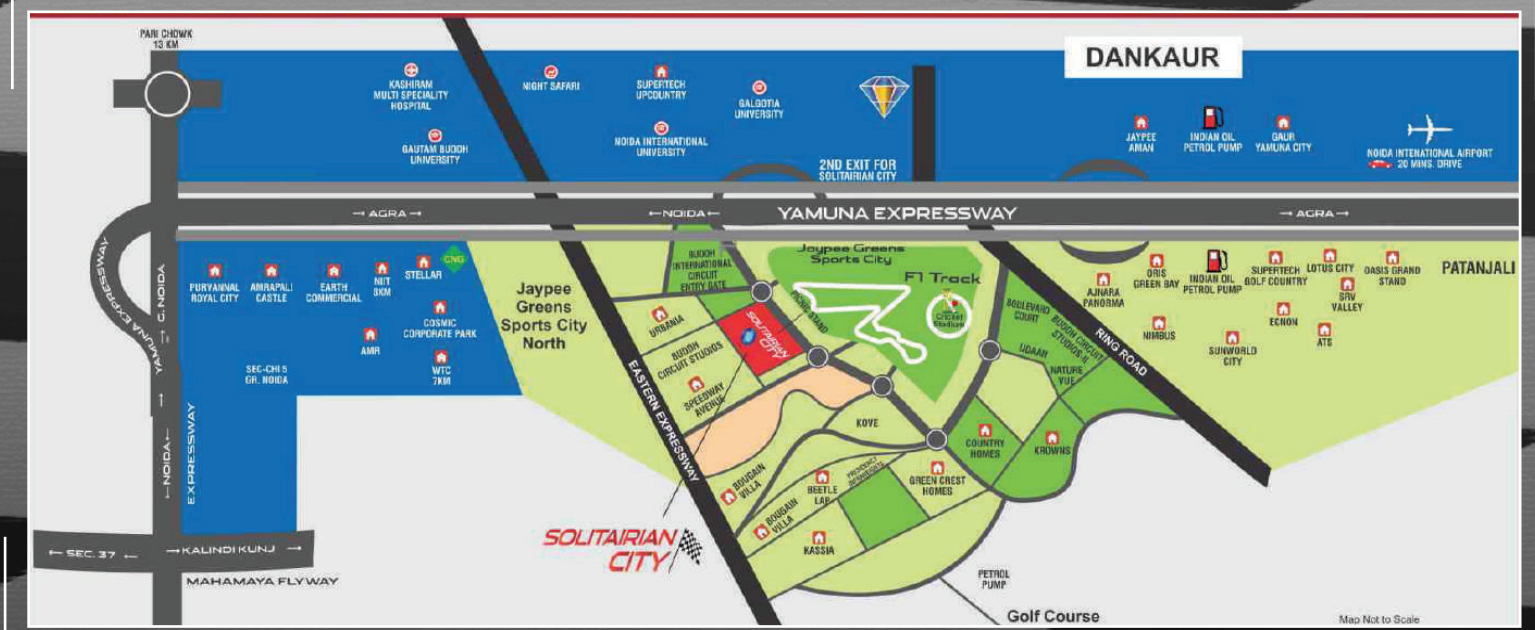 PARI CHOWK
13 KM
DANKAUR
KASHIRAM
MULTI SPECIALITY
HOSPITAL
NIGHT SAFARI
SUPERTECH
UPCOUNTRY
GALGOTIA
UNIVERSITY
GAUTAM BUDDH
UNIVERSITY
NOIDA INTERNATIONAL
UNIVERSITY
2ND EXIT FOR
SOLITAIRIAN CITY
JAYPEE
AMAN
INDIAN OIL
PETROL PUMP
GAUR
YAMUNA CITY
NOIDA INTENATIONAL AIRPORT
20 MINS. DRIVE
→ AGRA →
← NOIDA ←
YAMUNA EXPRESSWAY
→ AGRA →
YAMUNA EXPRESSWAY
YAMUNA → G.NOIDA
→
← NOIDA ←
EXPRESSWAY
PURVANNAL
ROYAL CITY
AMRAPALI
CASTLE
EARTH
COMMERCIAL
NIIT
3KM
STELLAR
CNG
COSMIC
CORPORATE PARK
AMR
WTC
7KM
SEC-CHI 5
GR. NOIDA
Jaypee
Greens
Sports City
North
EASTERN EXPRESSWAY
BUDDH
INTERNATIONAL
CIRCUIT
ENTRY GATE
Jaypee Greens
Sports City
F1 Track
Cricket
Stadium
PICNIC STAND
URBANIA
BUDDH
CIRCUIT STUDIOS
SPEEDWAY
AVENUE
SOLITAIRIAN
CITY
BOULEVARD
COURT
BUDDH CIRCUIT
STUDIOS-II
UDAAN
NATURE
VUE
RING ROAD
KOVE
COUNTRY
HOMES
KROWNS
GREEN CREST
HOMES
BOUGAIN
VILLA
BEETLE
LAP
BOUGAIN
VILLA
KASSIA
AJNARA
PANORMA
ORIS
GREEN BAY
INDIAN OIL
PETROL PUMP
SUPERTECH
GOLF COUNTRY
LOTUS CITY
OASIS GRAND
STAND
PATANJALI
SRV
VALLEY
NIMBUS
ECNON
SUNWORLD
CITY
ATS
SOLITAIRIAN
CITY
← SEC. 37 ←
→ KALINDI KUNJ →
MAHAMAYA FLYWAY
PETROL
PUMP
Golf Course
Map Not to Scale